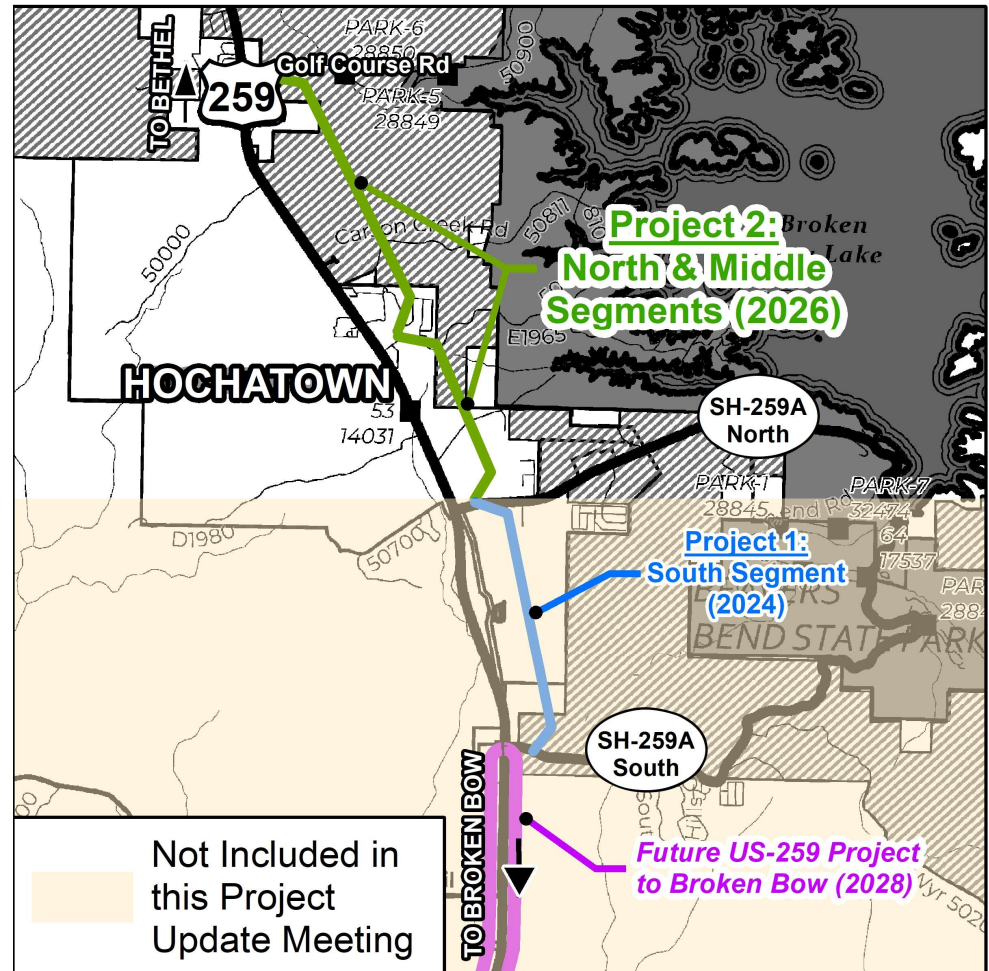 PARK-6
28850
50900
TO BETHEL
Golf Course Rd
259
PARK-5
28849
50000
Carson Creek Rd
50811
Project 2:
North & Middle
Segments (2026)
Broken
Lake
E1965
HOCHATOWN
53
14031
SH-259A
North
PARK-1
28845
PARK-7
32474
64
17537
D1980
50700
Project 1:
South Segment
(2024)
BEND STATE PARK
SH-259A
South
TO BROKEN BOW
Future US-259 Project
to Broken Bow (2028)
Not Included in
this Project
Update Meeting